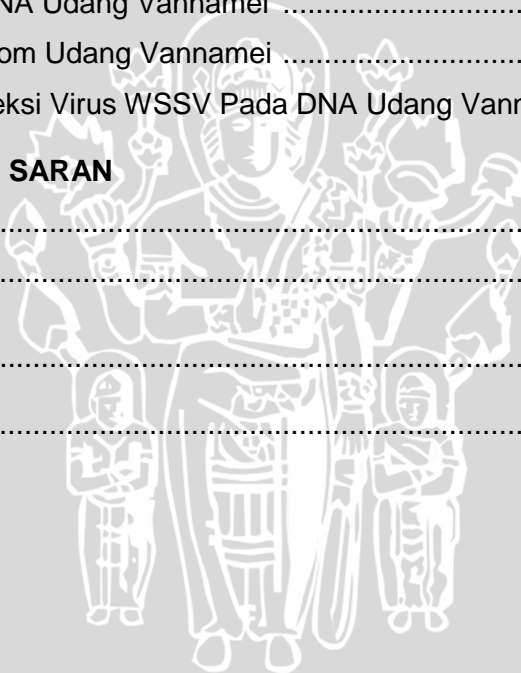 NA Udang Vannamei ...............................
om Udang Vannamei ..............................
eksi Virus WSSV Pada DNA Udang Vann
SARAN
................................................................................
................................................................................
................................................................................
................................................................................